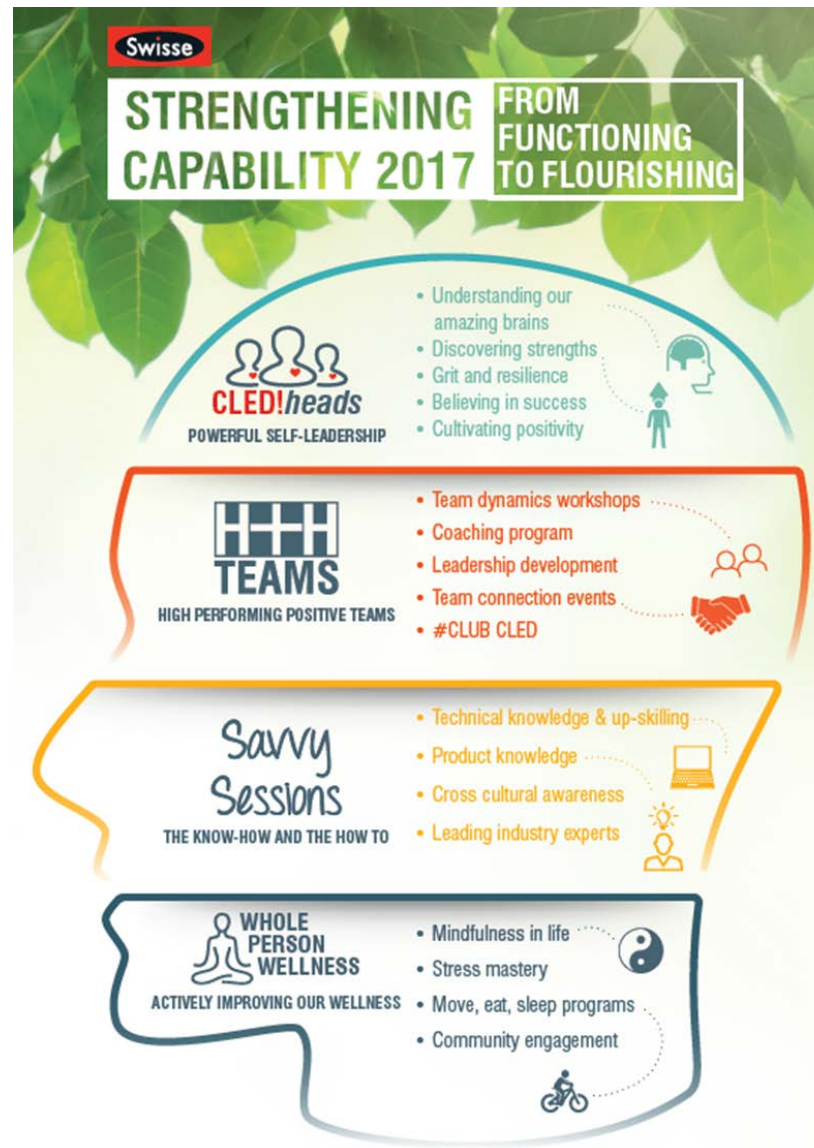 Swisse
STRENGTHENING
CAPABILITY 2017
FROM
FUNCTIONING
TO FLOURISHING
CLED!heads
POWERFUL SELF-LEADERSHIP
• Understanding our
amazing brains
• Discovering strengths
• Grit and resilience
• Believing in success
• Cultivating positivity
H+H
TEAMS
HIGH PERFORMING POSITIVE TEAMS
• Team dynamics workshops
• Coaching program
• Leadership development
• Team connection events
• #CLUB CLED
Savvy
Sessions
THE KNOW-HOW AND THE HOW TO
• Technical knowledge & up-skilling
• Product knowledge
• Cross cultural awareness
• Leading industry experts
WHOLE
PERSON
WELLNESS
ACTIVELY IMPROVING OUR WELLNESS
• Mindfulness in life
• Stress mastery
• Move, eat, sleep programs
• Community engagement